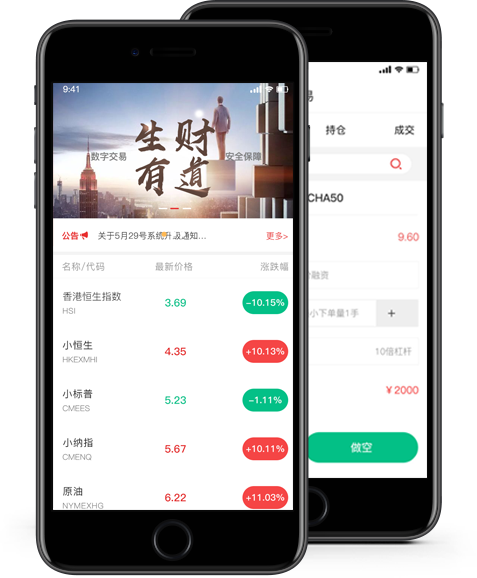 9:41
生财
有道
数字交易
安全保障
公告
关于5月29号系统升级通知...
更多>
名称/代码 最新价格 涨跌幅
香港恒生指数 3.69 -10.15%
HSI
小恒生 4.35 +10.13%
HKEXMHI
小标普 5.23 -1.11%
CMEES
小纳指 5.67 +10.11%
CMENQ
原油 6.22 +11.03%
NYMEXHG
易
持仓 成交
CHA50
9.60
融资
小下单量1手 +
10倍杠杆
¥2000
做空